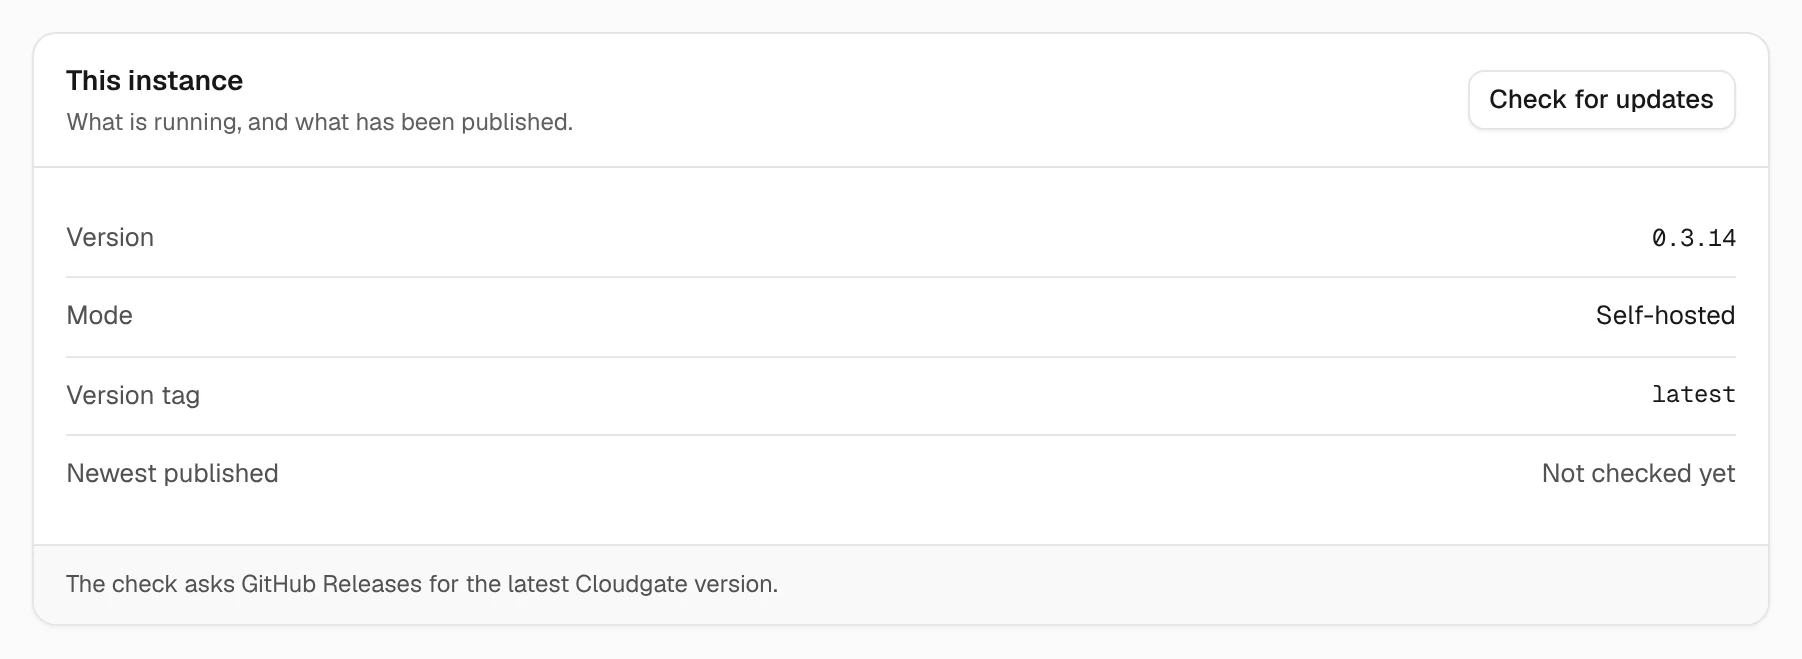 This instance
What is running, and what has been published.
Check for updates
Version
0.3.14
Mode
Self-hosted
Version tag
latest
Newest published
Not checked yet
The check asks GitHub Releases for the latest Cloudgate version.